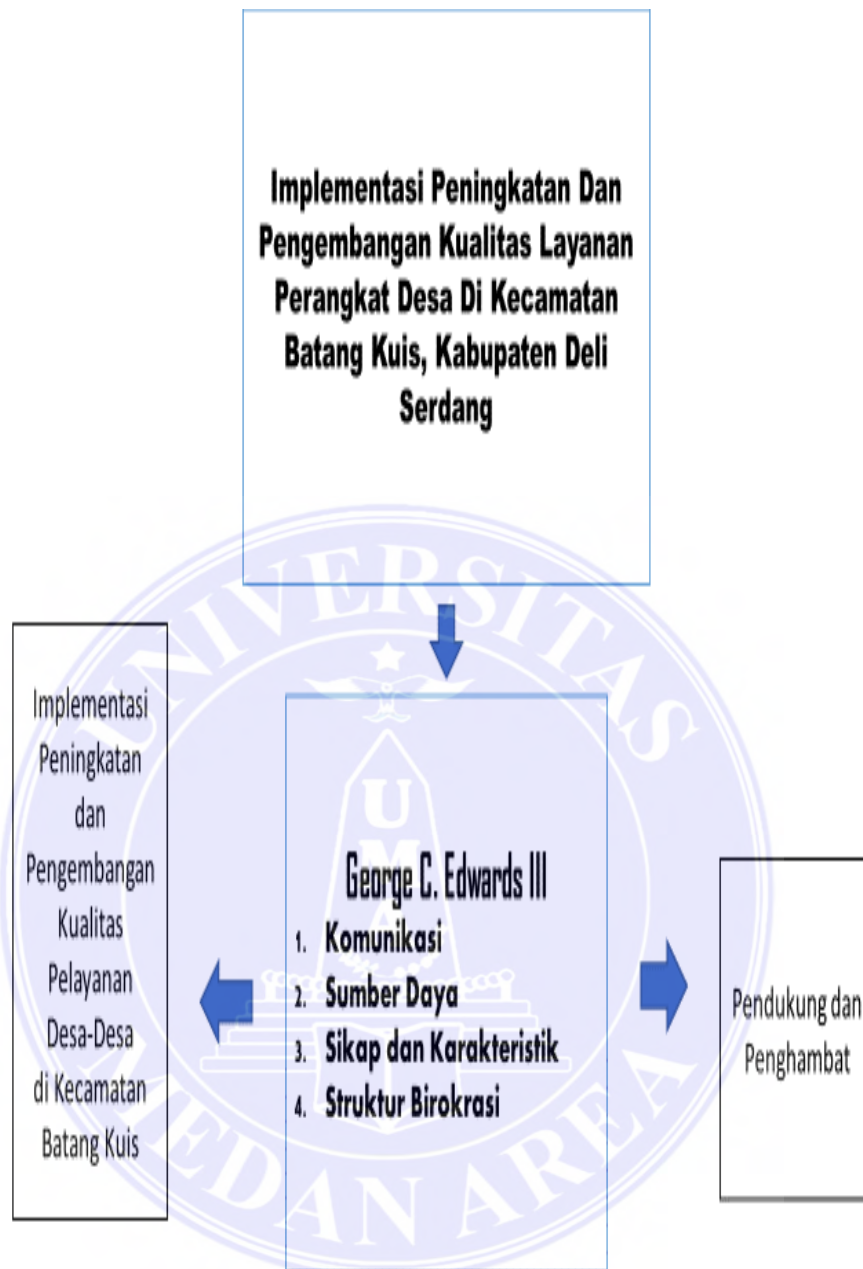 Implementasi Peningkatan Dan
Pengembangan Kualitas Layanan
Perangkat Desa Di Kecamatan
Batang Kuis, Kabupaten Deli
Serdang
Implementasi
Peningkatan
dan
Pengembangan
Kualitas
Pelayanan
Desa-Desa
di Kecamatan
Batang Kuis
George C. Edwards III
1. Komunikasi
2. Sumber Daya
3. Sikap dan Karakteristik
4. Struktur Birokrasi
Pendukung dan
Penghambat
UNIVERSITAS
MEDAN AREA
UMA